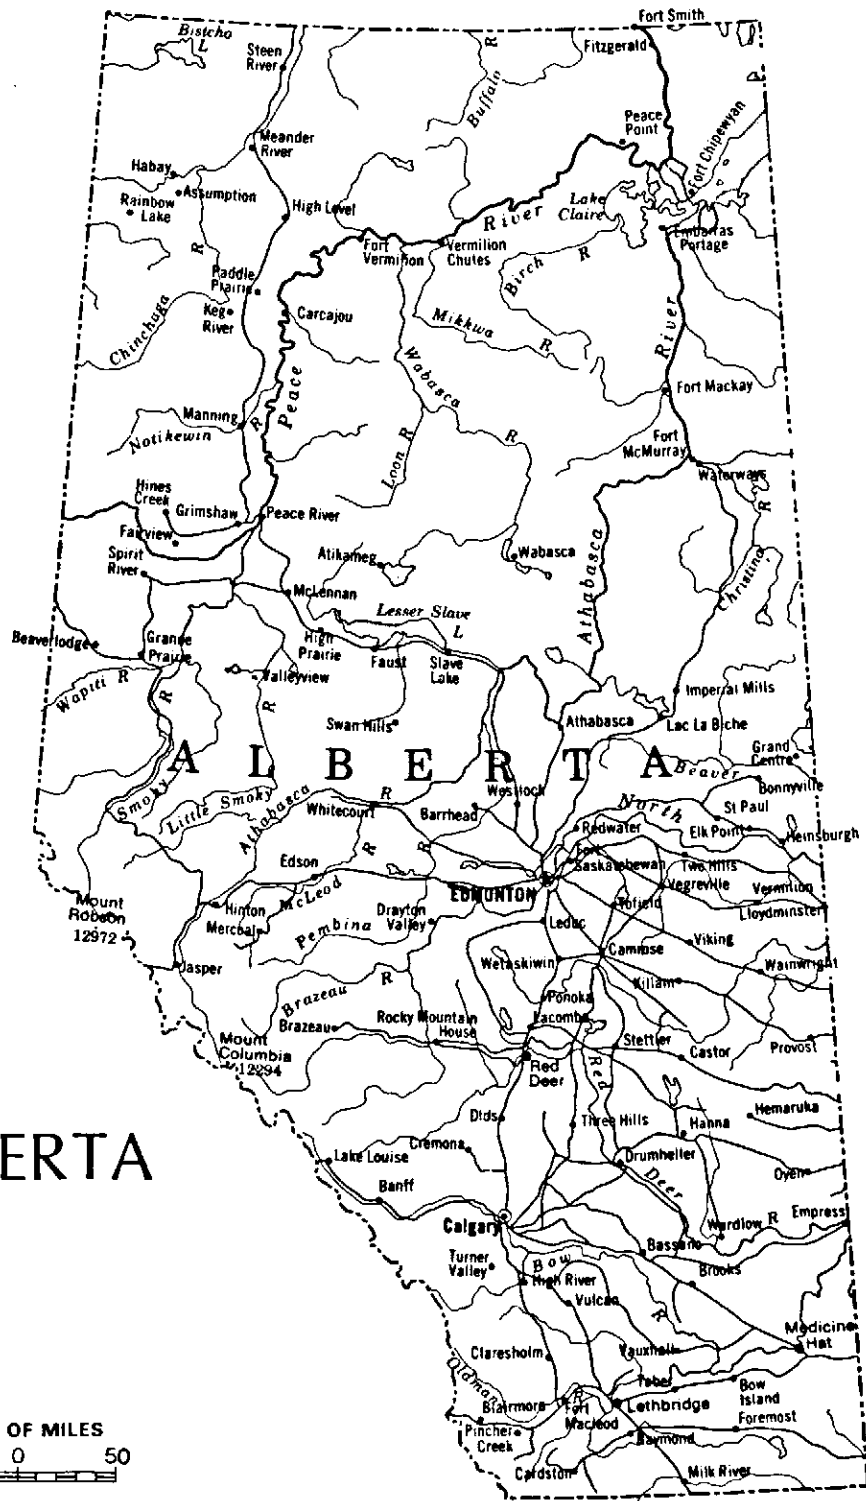 Fort Smith
Bistcho
L
Steen
River
Fitzgerald
R
Buffalo
Peace
Point
Meander
River
Fort Chipewyan
Habay
Assumption
Rainbow
Lake
High Level
Lake
Claire
River
Embarras
Portage
Fort
Vermilion
Vermilion
Chutes
R
Birch
R
Paddle
Prairie
Keg
River
Carcajou
Chinchaga
Mikkwa
R
River
Peace
Wabasca
R
Fort Mackay
Manning
R
Notikewin
Loon R
Fort
McMurray
Waterways
R
Hines
Creek
Grimshaw
Peace River
Fairview
Spirit
River
Atikameg
Wabasca
Athabasca
Christina
McLennan
Lesser Slave
L
Beaverlodge
Grande
Prairie
High
Prairie
Faust
Slave
Lake
Wapiti R
R
Valleyview
R
Imperial Mills
Swan Hills
Athabasca
Lac La Biche
ALBERTA
Grand
Centre
Beaver
Bonnyville
Smoky
Little Smoky
Athabasca
R
Whitecourt
Barrhead
Westlock
North
St Paul
Redwater
Elk Point
Heinsburgh
Edson
R
R
Fort
Saskatchewan
Two Hills
Mount
Robson
12972
Hinton
McLeod
EDMONTON
Vegreville
Vermilion
Tofield
Lloydminster
Mercoal
Pembina
Drayton
Valley
Leduc
Viking
Jasper
Camrose
Wetaskiwin
Wainwright
Killam
Brazeau
R
Ponoka
Brazeau
Rocky Mountain
House
Lacombe
Mount
Columbia
12294
Stettler
Castor
Provost
Red
Deer
Red
Olds
Three Hills
Hemaruka
Hanna
ERTA
Cremona
Lake Louise
Drumheller
Oyen
Banff
Deer
Calgary
Wardlow
R
Empress
Bassano
Turner
Valley
Bow
Brooks
High River
Vulcan
R
Medicine
Hat
Claresholm
Vauxhall
Oldman
Taber
Bow
Island
Blairmore
R
Fort
Macleod
Lethbridge
Foremost
Pincher
Creek
Raymond
OF MILES
0 50
Cardston
Milk River